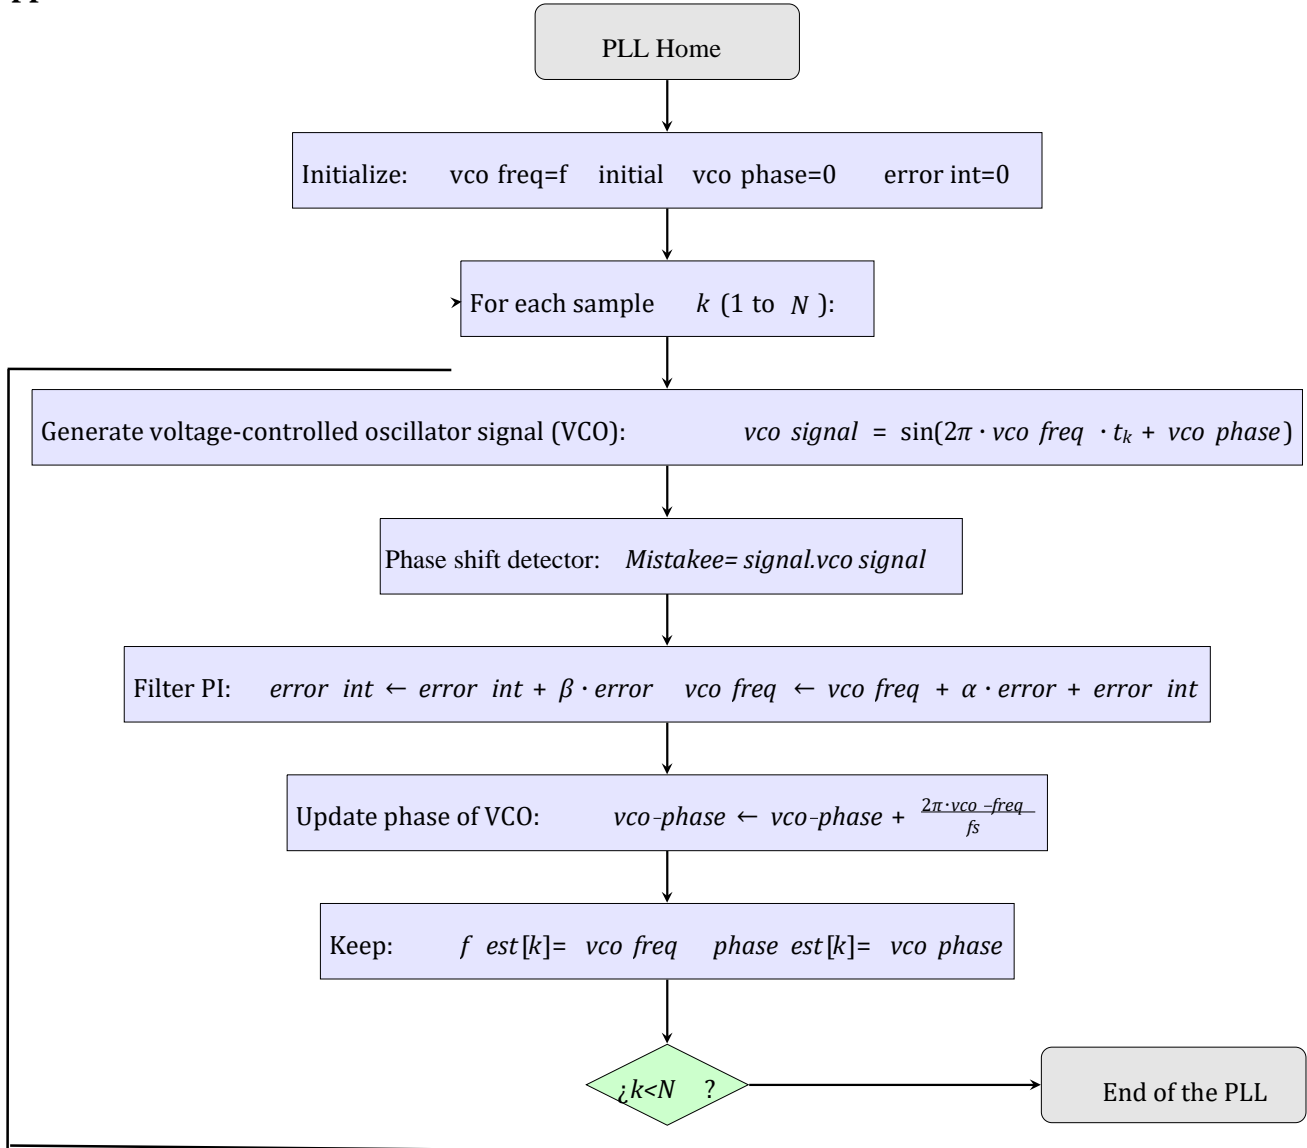 PLL Home
Initialize: vco freq=f initial vco phase=0 error int=0
For each sample k (1 to N ):
Generate voltage-controlled oscillator signal (VCO): vco signal = sin(2π · vco freq · tₖ + vco phase)
Phase shift detector: Mistakee= signal.vco signal
Filter PI: error int ← error int + β · error vco freq ← vco freq + α · error + error int
Update phase of VCO: vco-phase ← vco-phase + 2π·vco −freq / fs
Keep: f est[k]= vco freq phase est[k]= vco phase
¿k<N ?
End of the PLL